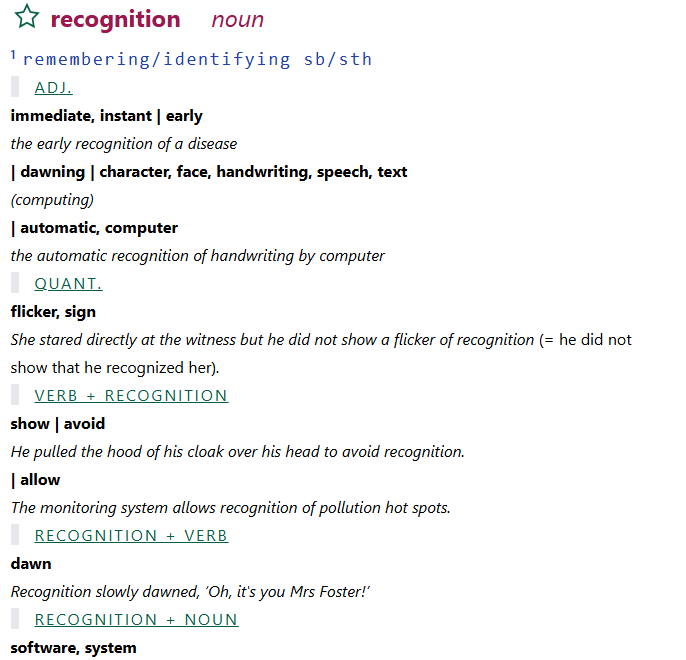 recognition noun
1 remembering/identifying sb/sth
ADJ.
immediate, instant | early
the early recognition of a disease
| dawning | character, face, handwriting, speech, text
(computing)
| automatic, computer
the automatic recognition of handwriting by computer
QUANT.
flicker, sign
She stared directly at the witness but he did not show a flicker of recognition (= he did not
show that he recognized her).
VERB + RECOGNITION
show | avoid
He pulled the hood of his cloak over his head to avoid recognition.
| allow
The monitoring system allows recognition of pollution hot spots.
RECOGNITION + VERB
dawn
Recognition slowly dawned, ‘Oh, it's you Mrs Foster!’
RECOGNITION + NOUN
software, system